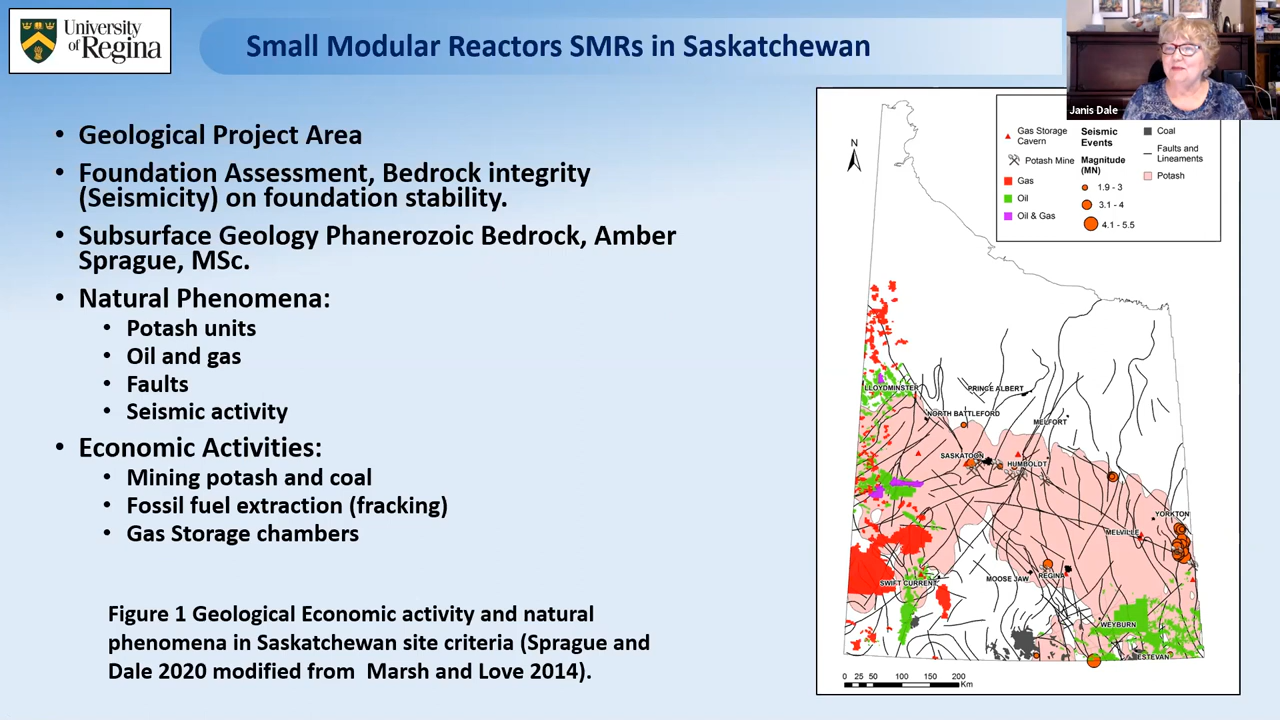 University
of Regina
Small Modular Reactors SMRs in Saskatchewan
Janis Dale
• Geological Project Area
• Foundation Assessment, Bedrock integrity
(Seismicity) on foundation stability.
• Subsurface Geology Phanerozoic Bedrock, Amber
Sprague, MSc.
• Natural Phenomena:
• Potash units
• Oil and gas
• Faults
• Seismic activity
• Economic Activities:
• Mining potash and coal
• Fossil fuel extraction (fracking)
• Gas Storage chambers
Figure 1 Geological Economic activity and natural
phenomena in Saskatchewan site criteria (Sprague and
Dale 2020 modified from Marsh and Love 2014).
N
Gas Storage
Cavern
Potash Mine
Gas
Oil
Oil & Gas
Seismic
Events
Magnitude
(MN)
1.9 - 3
3.1 - 4
4.1 - 5.5
Coal
Faults and
Lineaments
Potash
LLOYDMINSTER
PRINCE ALBERT
NORTH BATTLEFORD
MELFORT
SASKATOON
HUMBOLDT
YORKTON
MELVILLE
SWIFT CURRENT
MOOSE JAW
REGINA
WEYBURN
ESTEVAN
0 25 50 100 150 200
Km